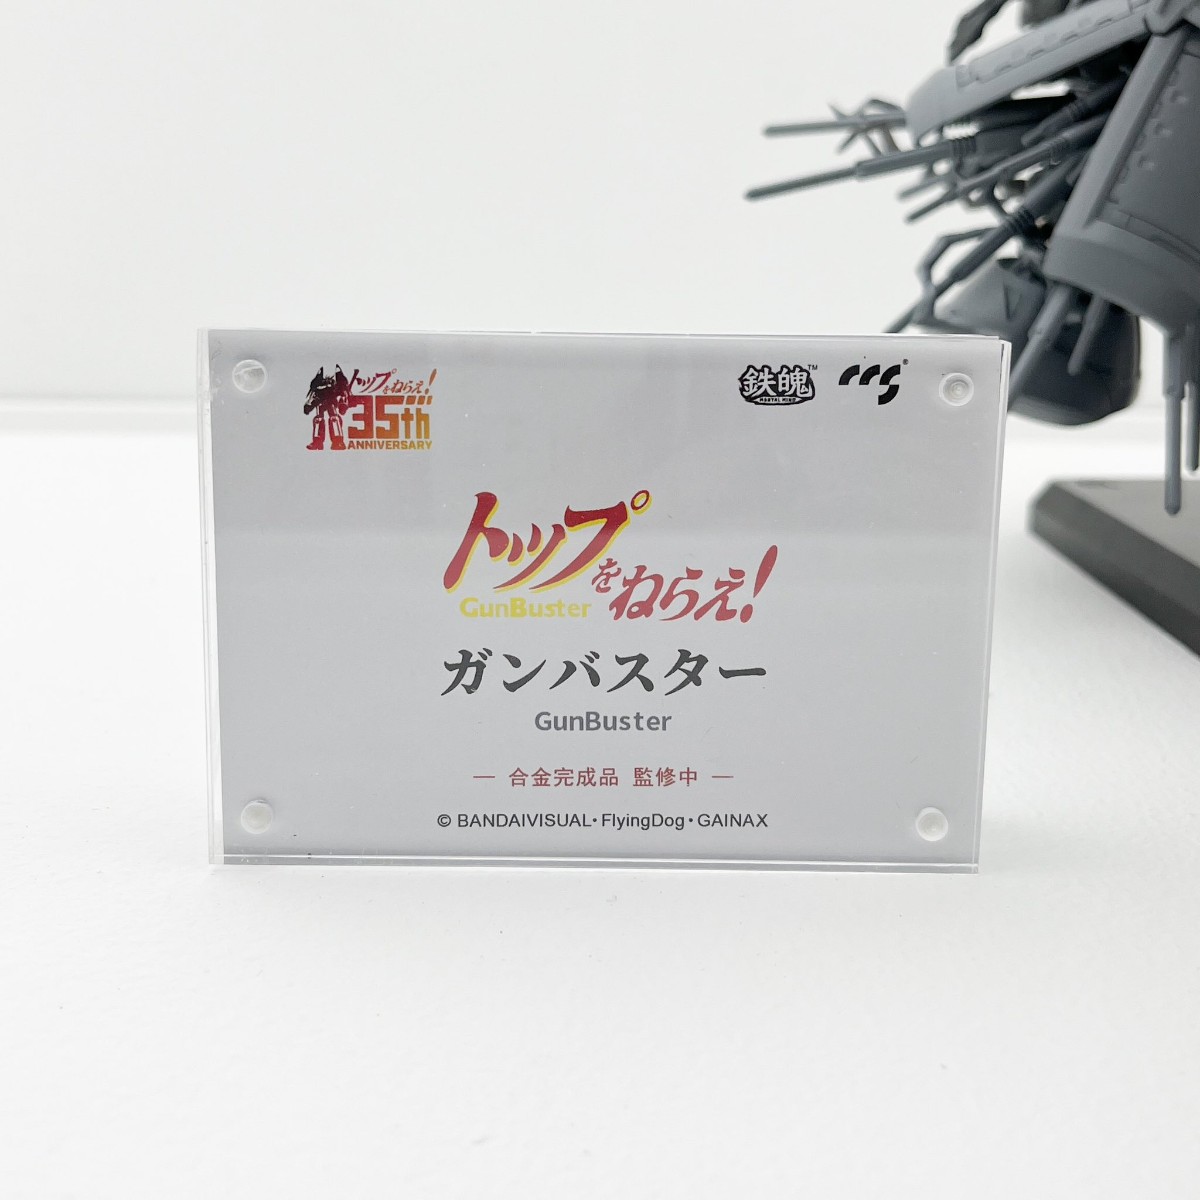 トップをねらえ!
35th
ANNIVERSARY
鉄魄™
METAL MIND
CCS®
トップをねらえ!
GunBuster
ガンバスター
GunBuster
— 合金完成品 監修中 —
© BANDAIVISUAL・FlyingDog・GAINAX